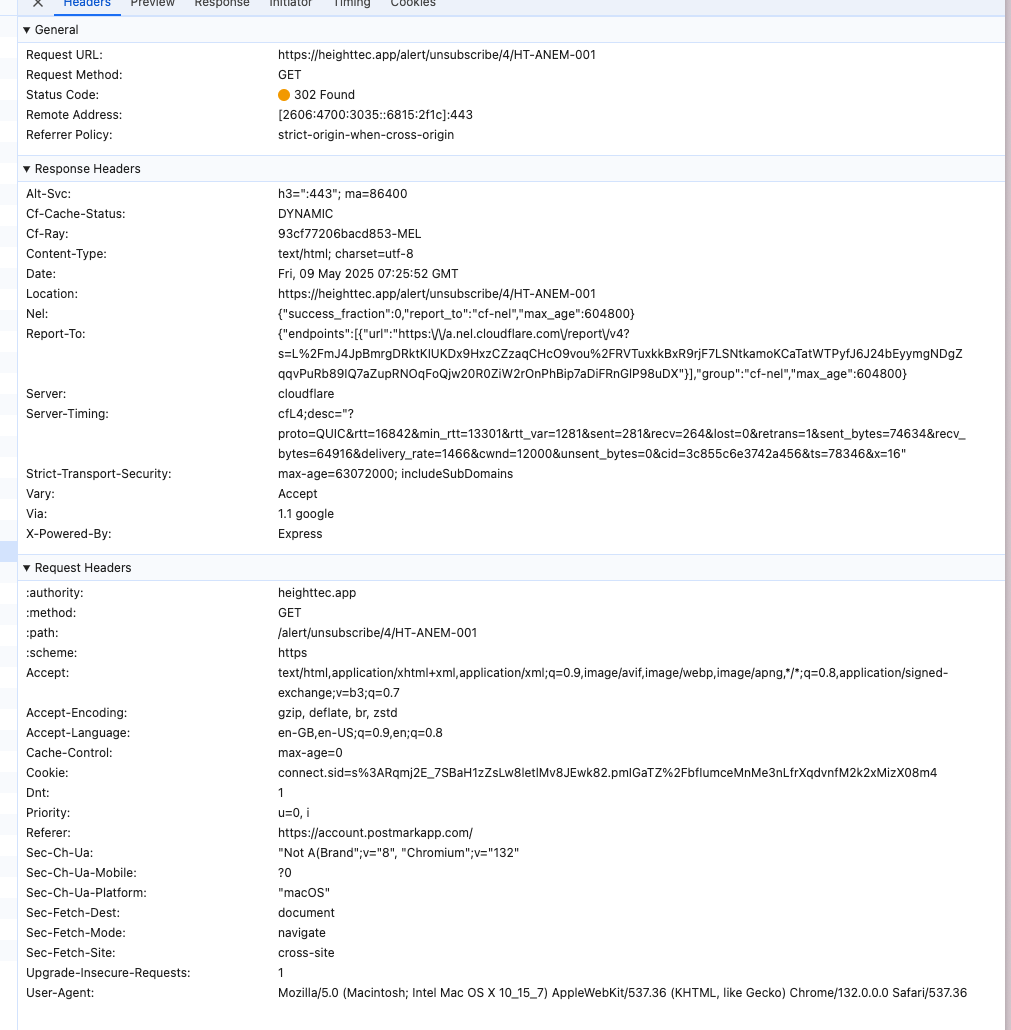 Headers Preview Response Initiator Timing Cookies
General
Request URL: https://heighttec.app/alert/unsubscribe/4/HT-ANEM-001
Request Method: GET
Status Code: 302 Found
Remote Address: [2606:4700:3035::6815:2f1c]:443
Referrer Policy: strict-origin-when-cross-origin
Response Headers
Alt-Svc: h3=":443"; ma=86400
Cf-Cache-Status: DYNAMIC
Cf-Ray: 93cf77206bacd853-MEL
Content-Type: text/html; charset=utf-8
Date: Fri, 09 May 2025 07:25:52 GMT
Location: https://heighttec.app/alert/unsubscribe/4/HT-ANEM-001
Nel: {"success_fraction":0,"report_to":"cf-nel","max_age":604800}
Report-To: {"endpoints":[{"url":"https:\/\/a.nel.cloudflare.com\/report\/v4?
s=L%2FmJ4JpBmrgDRktKIUKDx9HxzCZzaqCHcO9vou%2FRVTuxkkBxR9rjF7LSNtkamoKCaTatWTPyfJ6J24bEyymgNDgZ
qqvPuRb89IQ7aZupRNOqFoQjw20R0ZiW2rOnPhBip7aDiFRnGlP98uDX"}],"group":"cf-nel","max_age":604800}
Server: cloudflare
Server-Timing: cfL4;desc="?
proto=QUIC&rtt=16842&min_rtt=13301&rtt_var=1281&sent=281&recv=264&lost=0&retrans=1&sent_bytes=74634&recv_
bytes=64916&delivery_rate=1466&cwnd=12000&unsent_bytes=0&cid=3c855c6e3742a456&ts=78346&x=16"
Strict-Transport-Security: max-age=63072000; includeSubDomains
Vary: Accept
Via: 1.1 google
X-Powered-By: Express
Request Headers
:authority: heighttec.app
:method: GET
:path: /alert/unsubscribe/4/HT-ANEM-001
:scheme: https
Accept: text/html,application/xhtml+xml,application/xml;q=0.9,image/avif,image/webp,image/apng,*/*;q=0.8,application/signed-
exchange;v=b3;q=0.7
Accept-Encoding: gzip, deflate, br, zstd
Accept-Language: en-GB,en-US;q=0.9,en;q=0.8
Cache-Control: max-age=0
Cookie: connect.sid=s%3ARqmj2E_7SBaH1zZsLw8letIMv8JEwk82.pmlGaTZ%2FbflumceMnMe3nLfrXqdvnfM2k2xMizX08m4
Dnt: 1
Priority: u=0, i
Referer: https://account.postmarkapp.com/
Sec-Ch-Ua: "Not A(Brand";v="8", "Chromium";v="132"
Sec-Ch-Ua-Mobile: ?0
Sec-Ch-Ua-Platform: "macOS"
Sec-Fetch-Dest: document
Sec-Fetch-Mode: navigate
Sec-Fetch-Site: cross-site
Upgrade-Insecure-Requests: 1
User-Agent: Mozilla/5.0 (Macintosh; Intel Mac OS X 10_15_7) AppleWebKit/537.36 (KHTML, like Gecko) Chrome/132.0.0.0 Safari/537.36